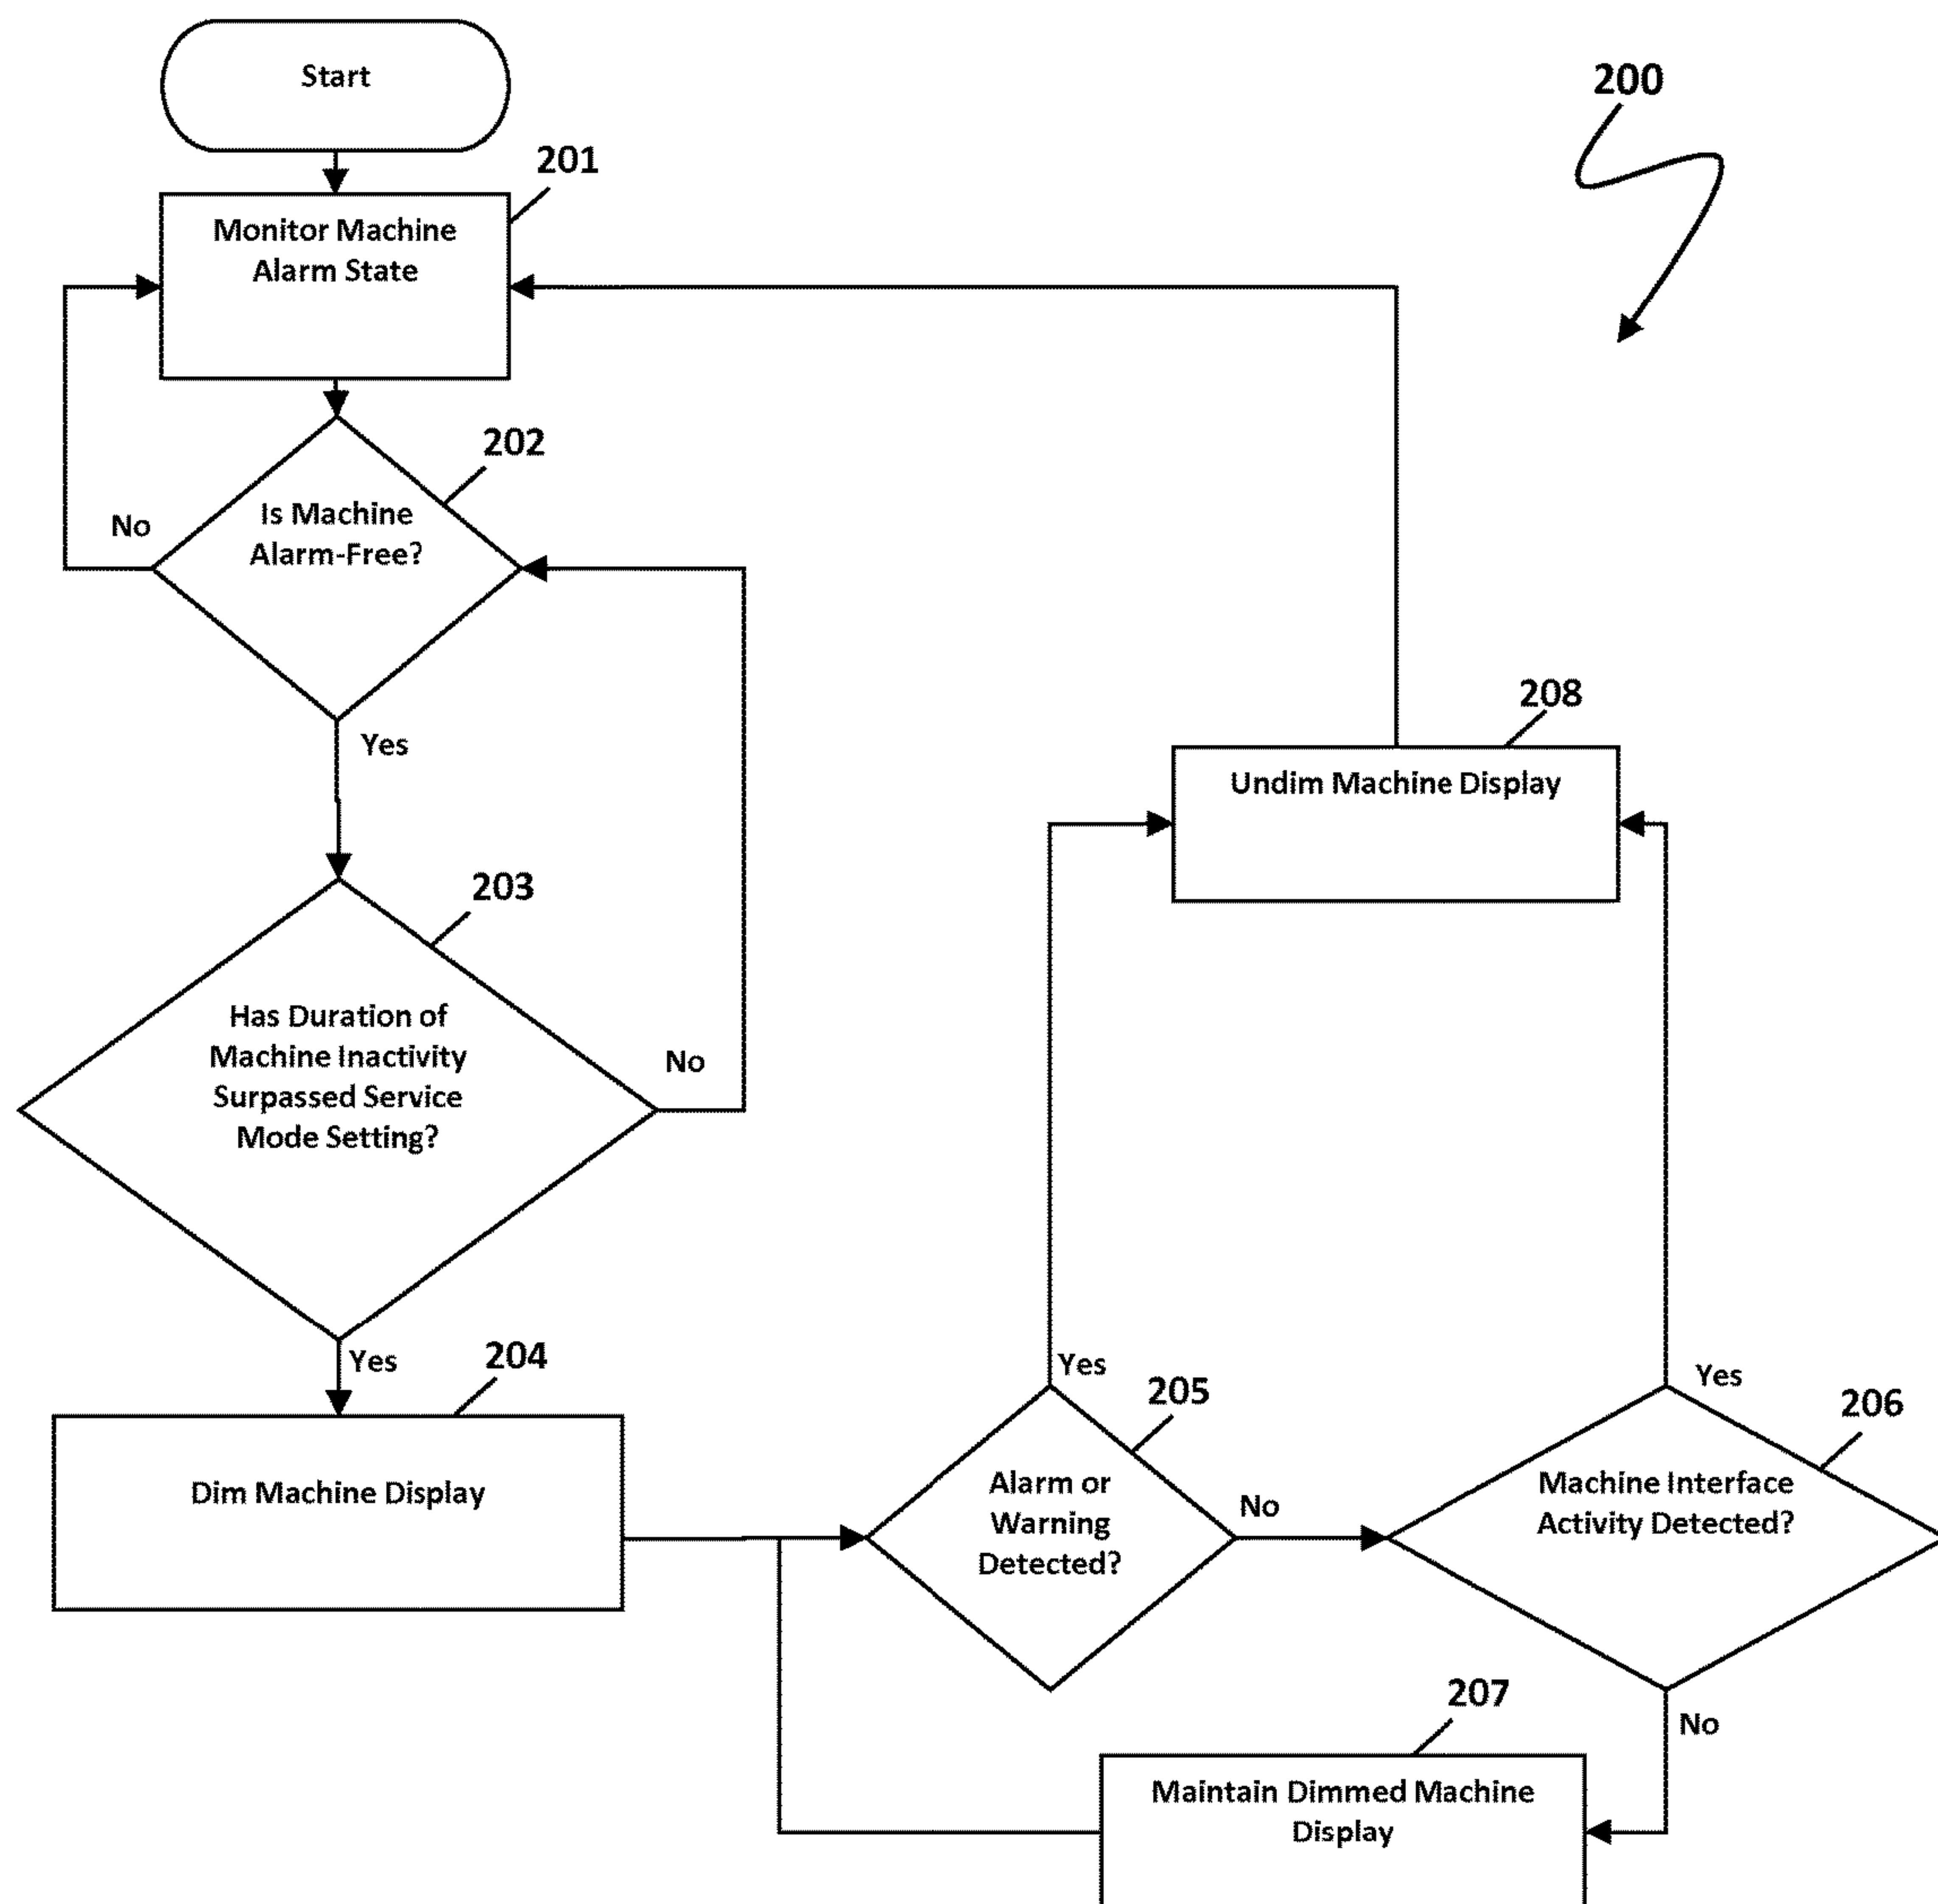 Start
200
201
Monitor Machine
Alarm State
202
Is Machine
Alarm-Free?
No
Yes
203
Has Duration of
Machine Inactivity
Surpassed Service
Mode Setting?
No
Yes
204
Dim Machine Display
208
Undim Machine Display
Yes
205
Alarm or
Warning
Detected?
No
Yes
206
Machine Interface
Activity Detected?
No
207
Maintain Dimmed Machine
Display